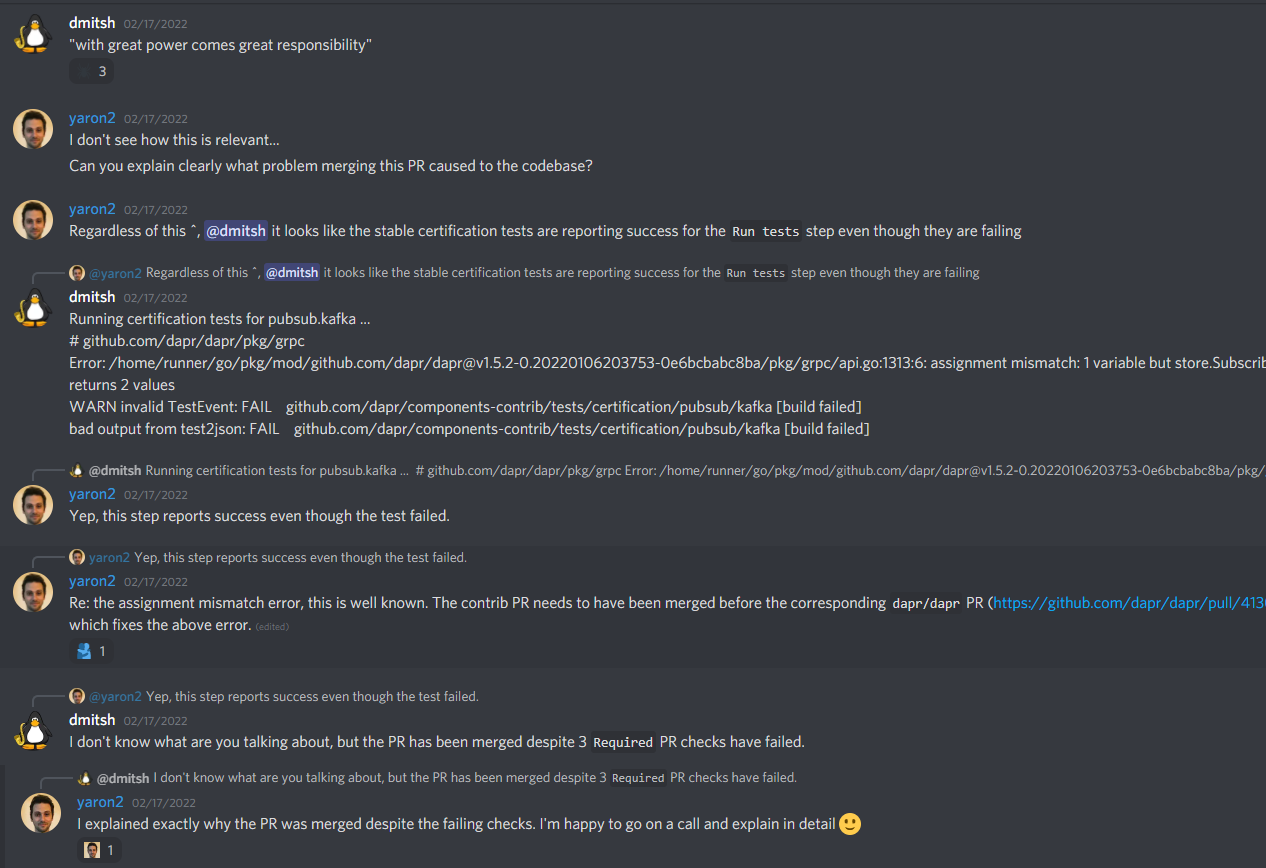 dmitsh 02/17/2022
"with great power comes great responsibility"
3
yaron2 02/17/2022
I don't see how this is relevant...
Can you explain clearly what problem merging this PR caused to the codebase?
yaron2 02/17/2022
Regardless of this ^, @dmitsh it looks like the stable certification tests are reporting success for the Run tests step even though they are failing
@yaron2 Regardless of this ^, @dmitsh it looks like the stable certification tests are reporting success for the Run tests step even though they are failing
dmitsh 02/17/2022
Running certification tests for pubsub.kafka ...
# github.com/dapr/dapr/pkg/grpc
Error: /home/runner/go/pkg/mod/github.com/dapr/dapr@v1.5.2-0.20220106203753-0e6bcbabc8ba/pkg/grpc/api.go:1313:6: assignment mismatch: 1 variable but store.Subscrib
returns 2 values
WARN invalid TestEvent: FAIL github.com/dapr/components-contrib/tests/certification/pubsub/kafka [build failed]
bad output from test2json: FAIL github.com/dapr/components-contrib/tests/certification/pubsub/kafka [build failed]
@dmitsh Running certification tests for pubsub.kafka ... # github.com/dapr/dapr/pkg/grpc Error: /home/runner/go/pkg/mod/github.com/dapr/dapr@v1.5.2-0.20220106203753-0e6bcbabc8ba/pkg/
yaron2 02/17/2022
Yep, this step reports success even though the test failed.
yaron2 Yep, this step reports success even though the test failed.
yaron2 02/17/2022
Re: the assignment mismatch error, this is well known. The contrib PR needs to have been merged before the corresponding dapr/dapr PR (https://github.com/dapr/dapr/pull/413
which fixes the above error. (edited)
1
@yaron2 Yep, this step reports success even though the test failed.
dmitsh 02/17/2022
I don't know what are you talking about, but the PR has been merged despite 3 Required PR checks have failed.
@dmitsh I don't know what are you talking about, but the PR has been merged despite 3 Required PR checks have failed.
yaron2 02/17/2022
I explained exactly why the PR was merged despite the failing checks. I'm happy to go on a call and explain in detail 🙂
1